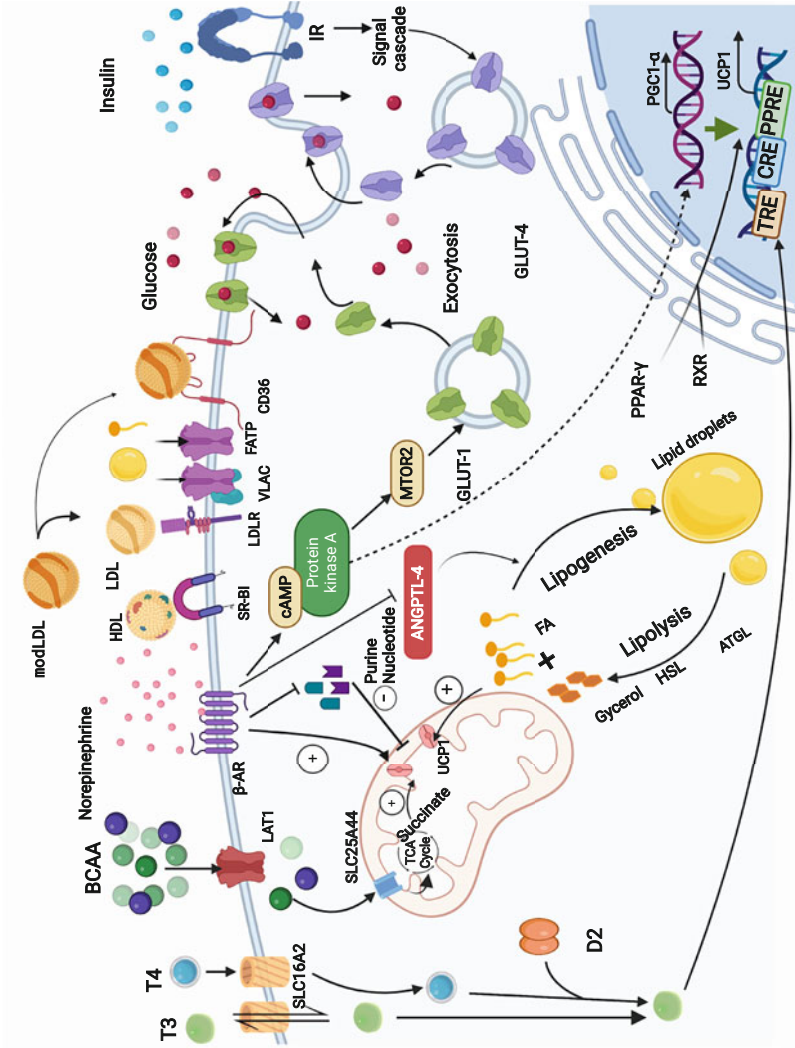 T3
T4
SLC16A2
D2
BCAA
LAT1
SLC25A44
TCA
Cycle
Succinate
+
Norepinephrine
β-AR
+
Purine
Nucleotide
-
UCP1
+
modLDL
HDL
LDL
SR-BI
LDLR
VLAC
FATP
CD36
cAMP
Protein
kinase A
ANGPTL-4
MTOR2
GLUT-1
FA
+
Glycerol
Lipogenesis
Lipolysis
HSL
ATGL
Lipid droplets
Glucose
Exocytosis
GLUT-4
Insulin
IR
Signal
cascade
PPAR-γ
RXR
PGC1-α
UCP1
TRE
CRE
PPRE